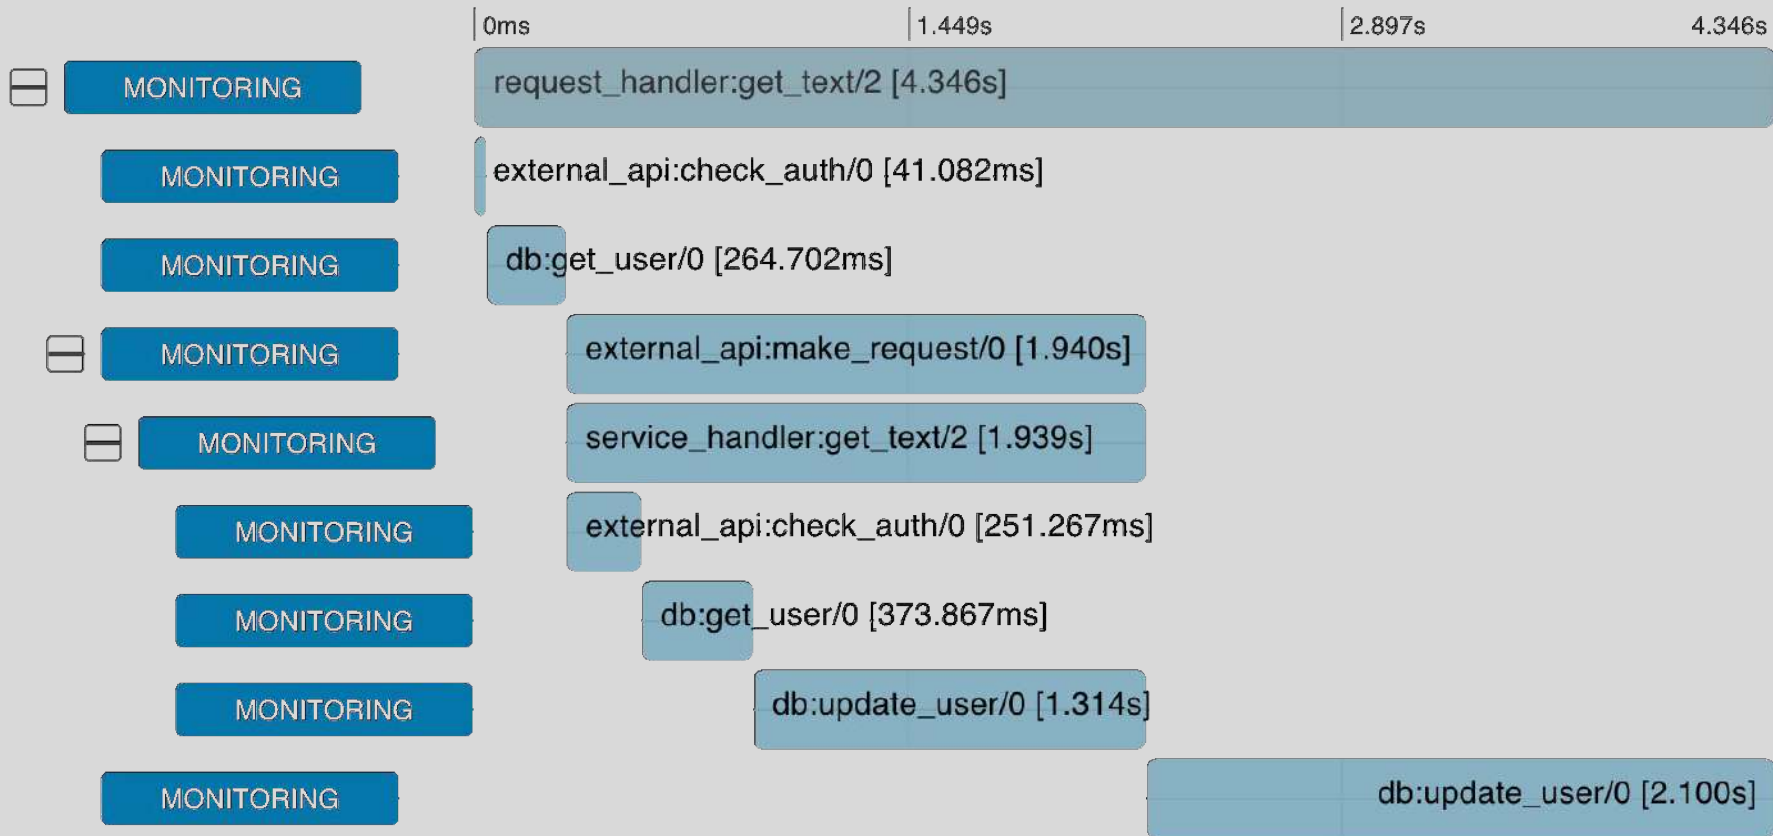 0ms 1.449s 2.897s 4.346s
MONITORING request_handler:get_text/2 [4.346s]
MONITORING external_api:check_auth/0 [41.082ms]
MONITORING db:get_user/0 [264.702ms]
MONITORING external_api:make_request/0 [1.940s]
MONITORING service_handler:get_text/2 [1.939s]
MONITORING external_api:check_auth/0 [251.267ms]
MONITORING db:get_user/0 [373.867ms]
MONITORING db:update_user/0 [1.314s]
MONITORING db:update_user/0 [2.100s]